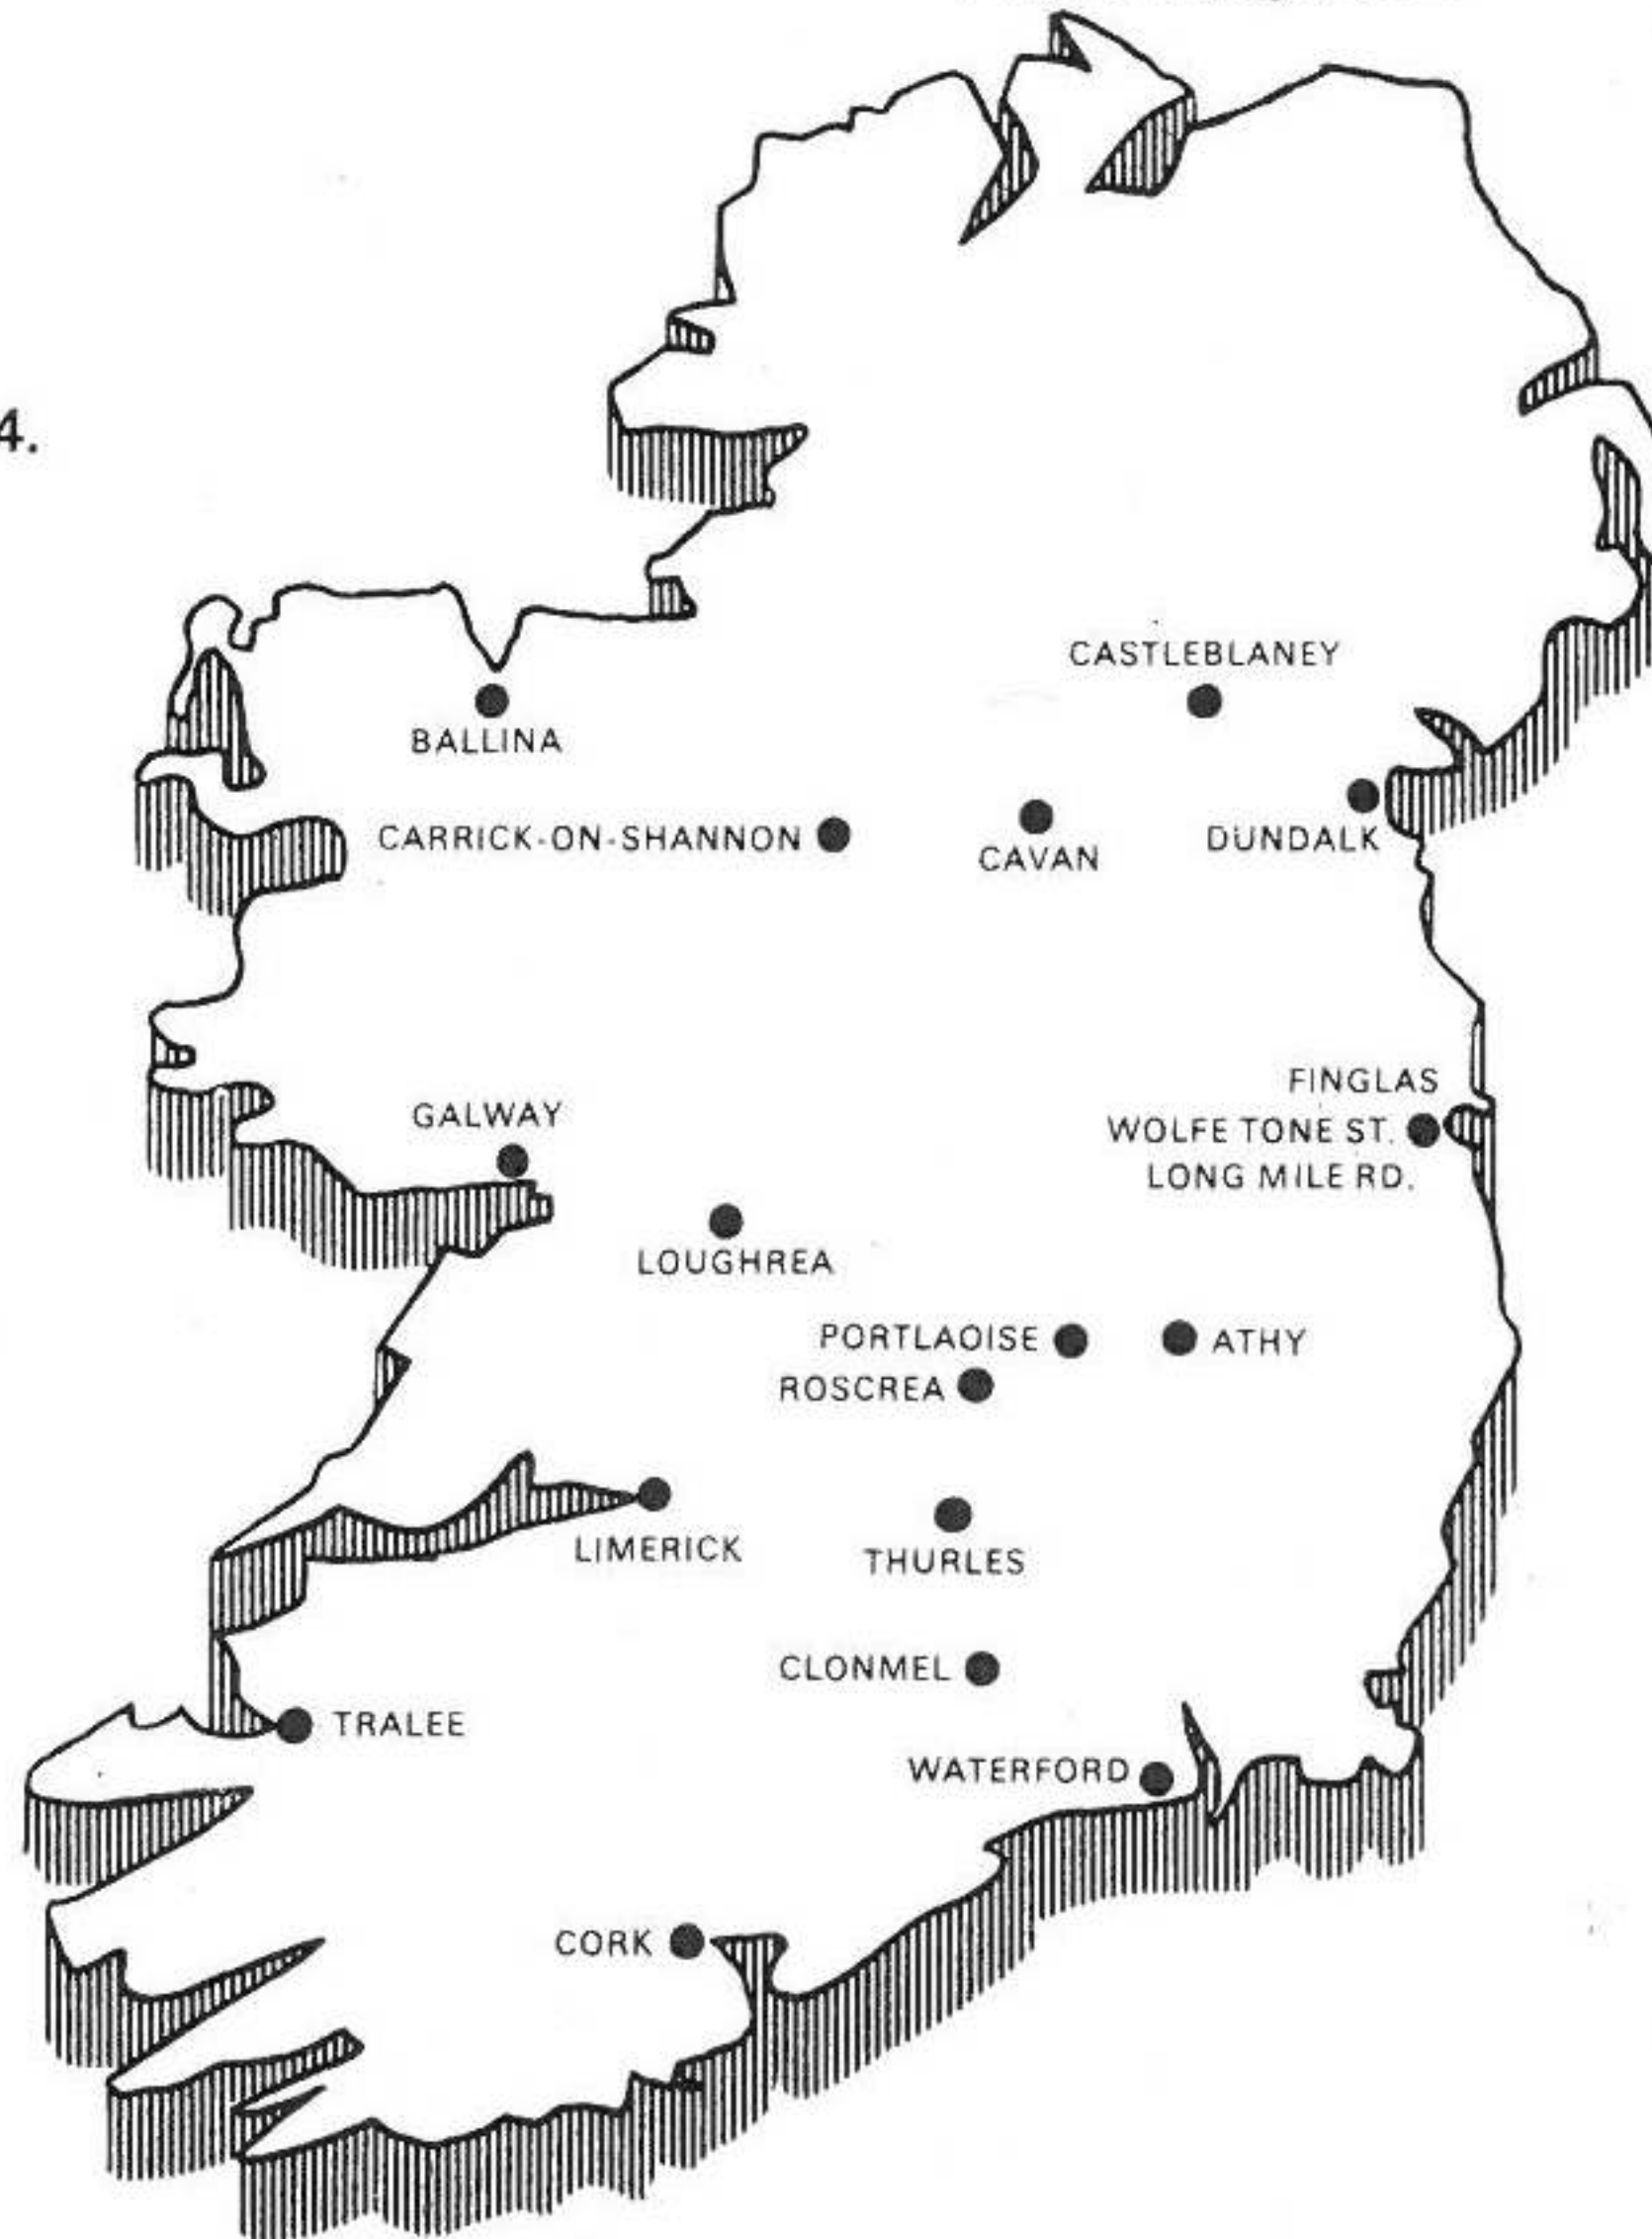 4.
CASTLEBLANEY
BALLINA
CARRICK-ON-SHANNON
CAVAN
DUNDALK
FINGLAS
WOLFE TONE ST.
LONG MILE RD.
GALWAY
LOUGHREA
PORTLAOISE
ATHY
ROSCREA
LIMERICK
THURLES
CLONMEL
TRALEE
WATERFORD
CORK